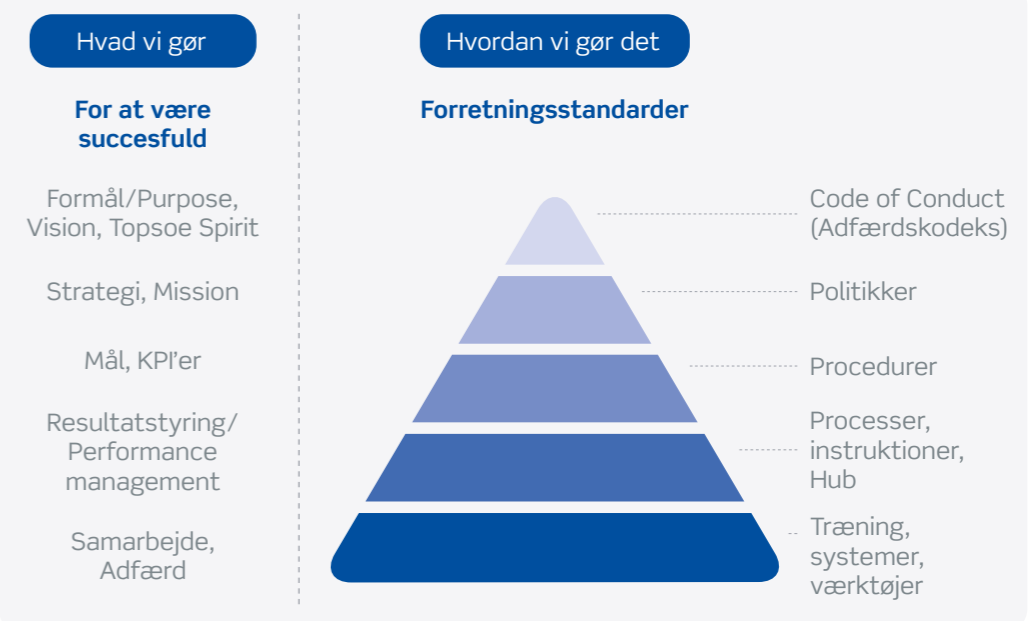 Hvad vi gør
For at være
succesfuld
Formål/Purpose,
Vision, Topsoe Spirit
Strategi, Mission
Mål, KPI'er
Resultatstyring/
Performance
management
Samarbejde,
Adfærd
Hvordan vi gør det
Forretningsstandarder
Code of Conduct
(Adfærdskodeks)
Politikker
Procedurer
Processer,
instruktioner,
Hub
Træning,
systemer,
værktøjer